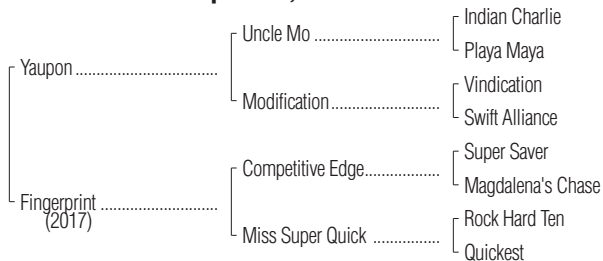 Indian Charlie
Uncle Mo
Playa Maya
Yaupon
Vindication
Modification
Swift Alliance
Super Saver
Competitive Edge
Magdalena's Chase
Fingerprint
(2017)
Rock Hard Ten
Miss Super Quick
Quickest